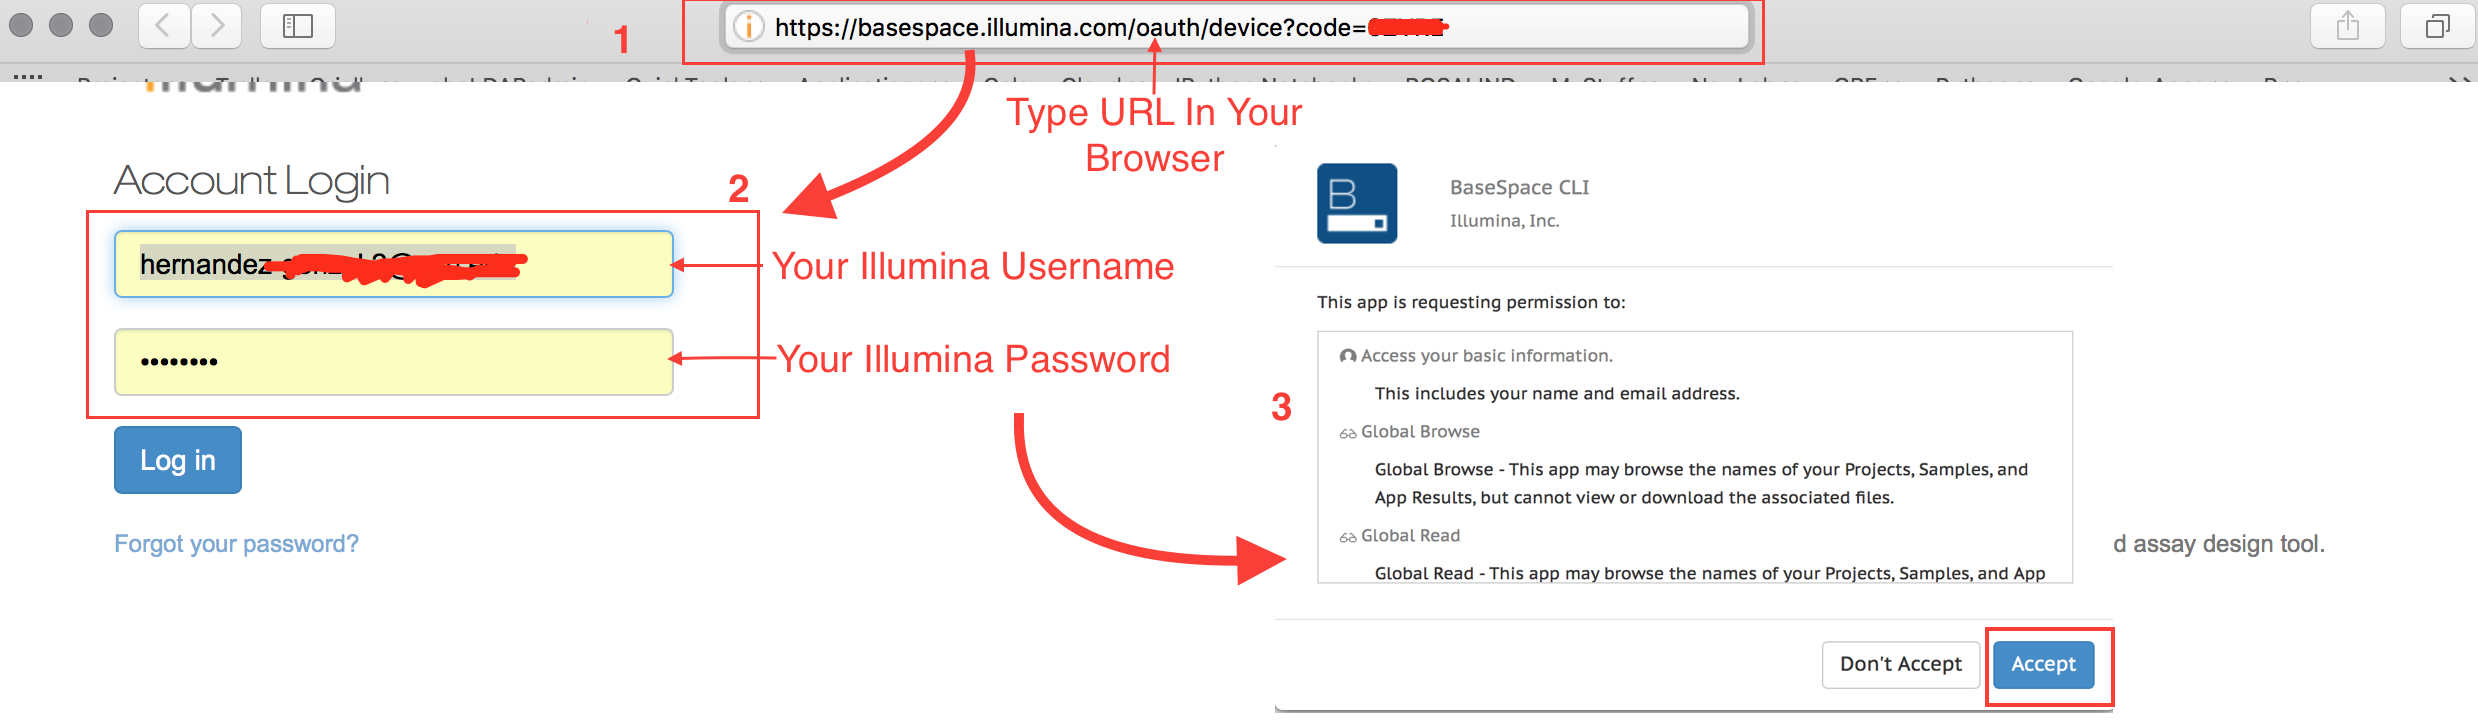 1
https://basespace.illumina.com/oauth/device?code=
Type URL In Your
Browser
Account Login
2
hernandez
Your Illumina Username
Your Illumina Password
Log in
Forgot your password?
BaseSpace CLI
Illumina, Inc.
This app is requesting permission to:
3
Access your basic information.
This includes your name and email address.
Global Browse
Global Browse - This app may browse the names of your Projects, Samples, and
App Results, but cannot view or download the associated files.
Global Read
Global Read - This app may browse the names of your Projects, Samples, and App
d assay design tool.
Don't Accept
Accept